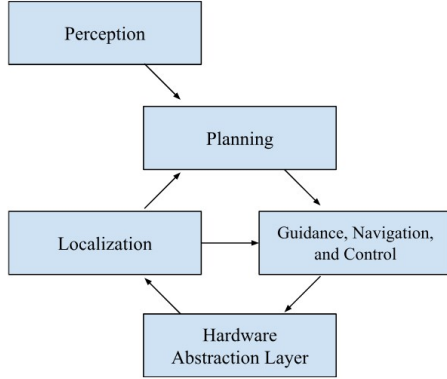 Perception
Planning
Localization
Guidance, Navigation,
and Control
Hardware
Abstraction Layer